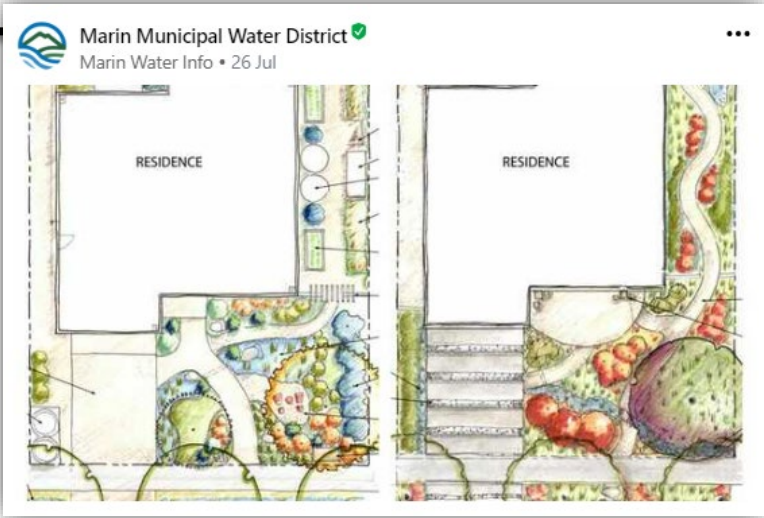 Marin Municipal Water District
Marin Water Info • 26 Jul
RESIDENCE
RESIDENCE